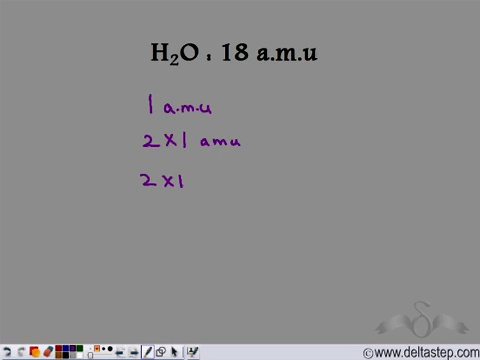 H₂O : 18 a.m.u
1 a.m.u
2 × 1 amu
2 × 1
©www.deltastep.com